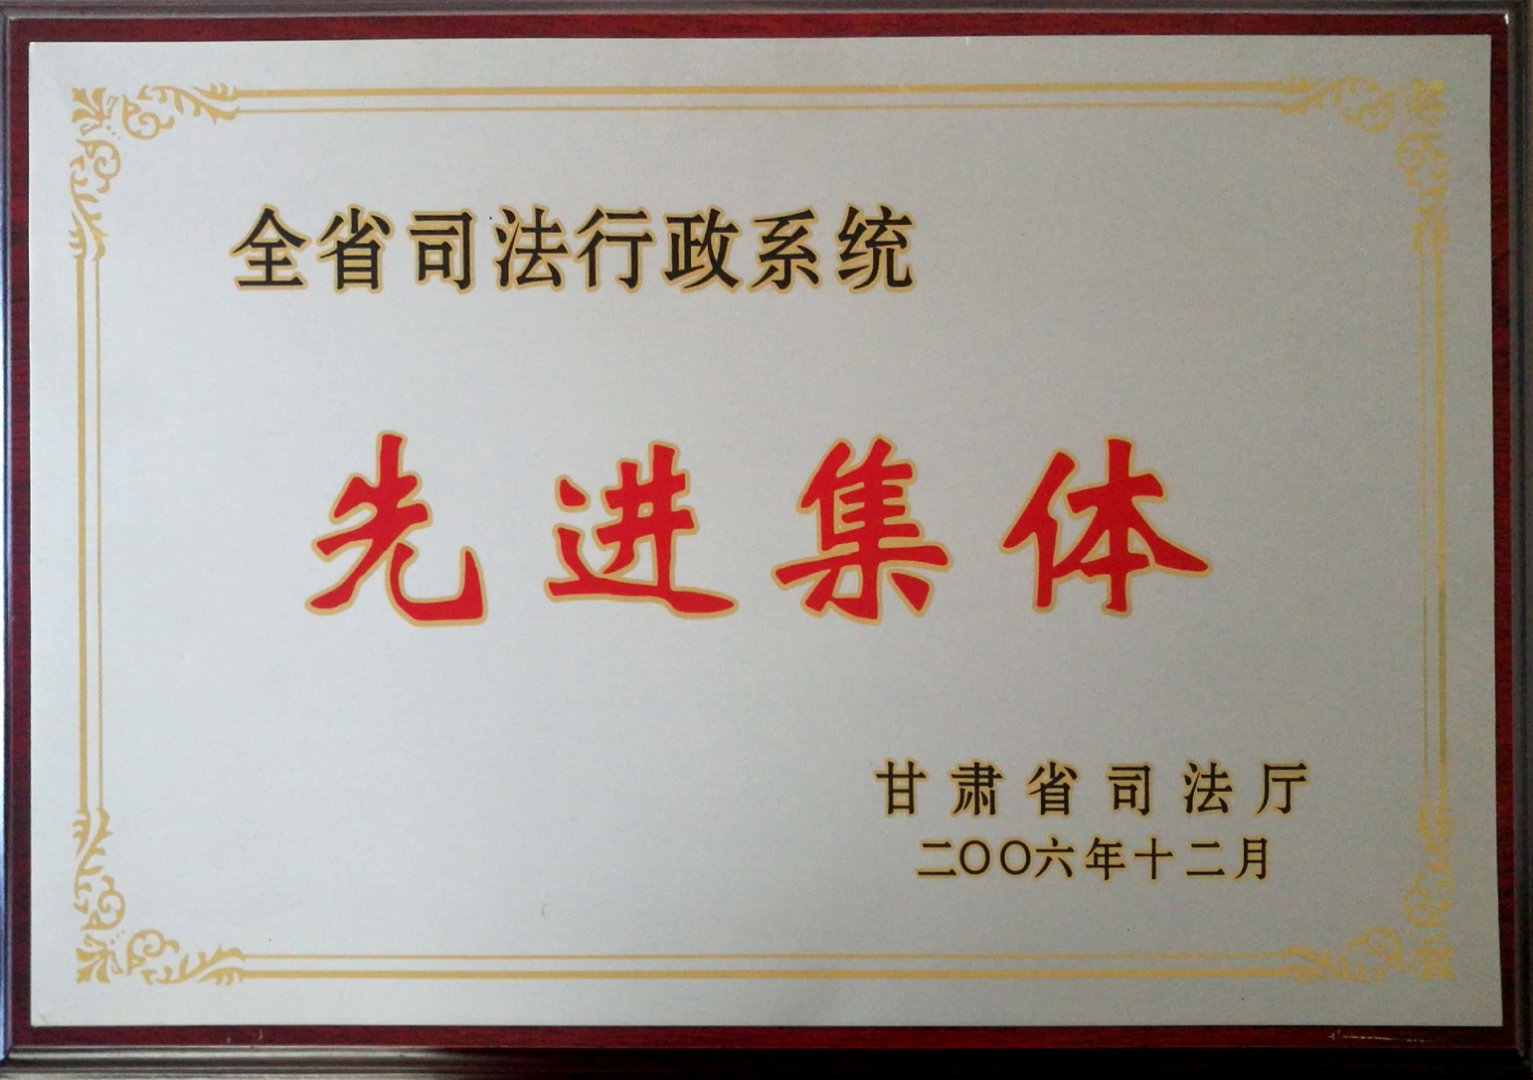 全省司法行政系统
先进集体
甘肃省司法厅
二〇〇六年十二月